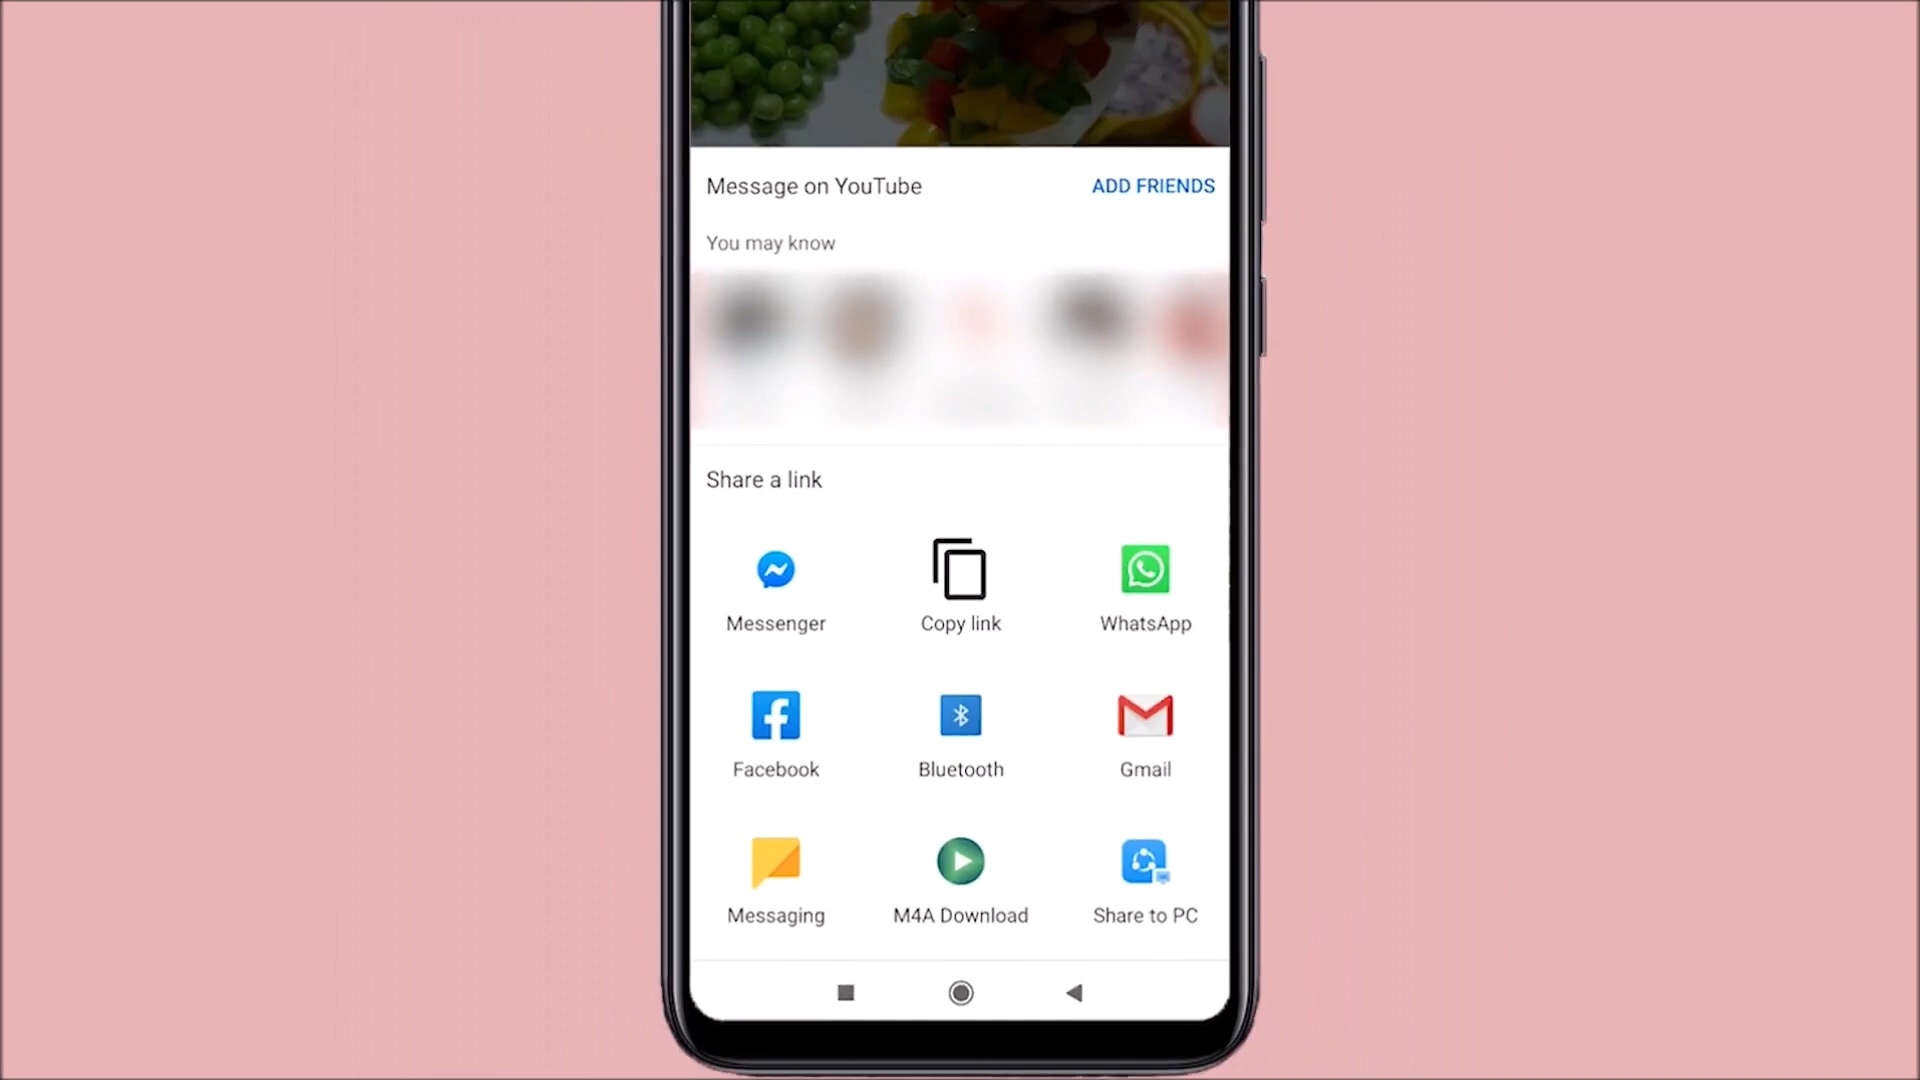 Message on YouTube
ADD FRIENDS
You may know
Share a link
Messenger
Copy link
WhatsApp
Facebook
Bluetooth
Gmail
Messaging
M4A Download
Share to PC